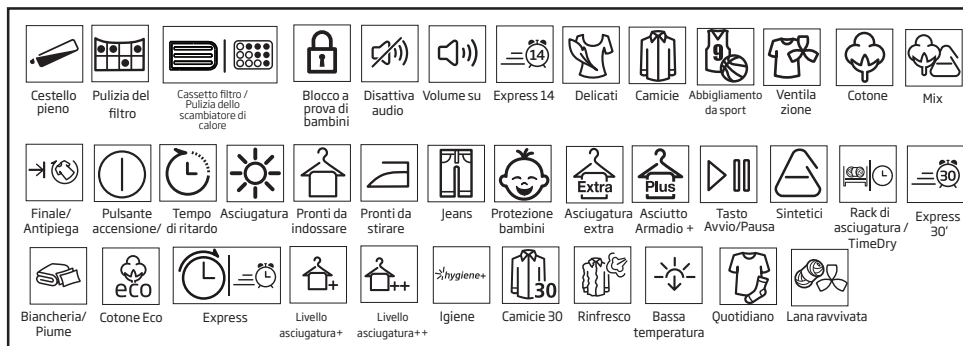 14
9
Cestello pieno
Pulizia del filtro
Cassetto filtro / Pulizia dello scambiatore di calore
Blocco a prova di bambini
Disattiva audio
Volume su
Express 14
Delicati
Camicie
Abbigliamento da sport
Ventila zione
Cotone
Mix
Extra
Plus
30
Finale/ Antipiega
Pulsante accensione/
Tempo di ritardo
Asciugatura
Pronti da indossare
Pronti da stirare
Jeans
Protezione bambini
Asciugatura extra
Asciutto Armadio +
Tasto Avvio/Pausa
Sintetici
Rack di asciugatura / TimeDry
Express 30'
eco
+
++
hygiene+
30
Biancheria/ Piume
Cotone Eco
Express
Livello asciugatura+
Livello asciugatura++
Igiene
Camicie 30
Rinfresco
Bassa temperatura
Quotidiano
Lana ravvivata